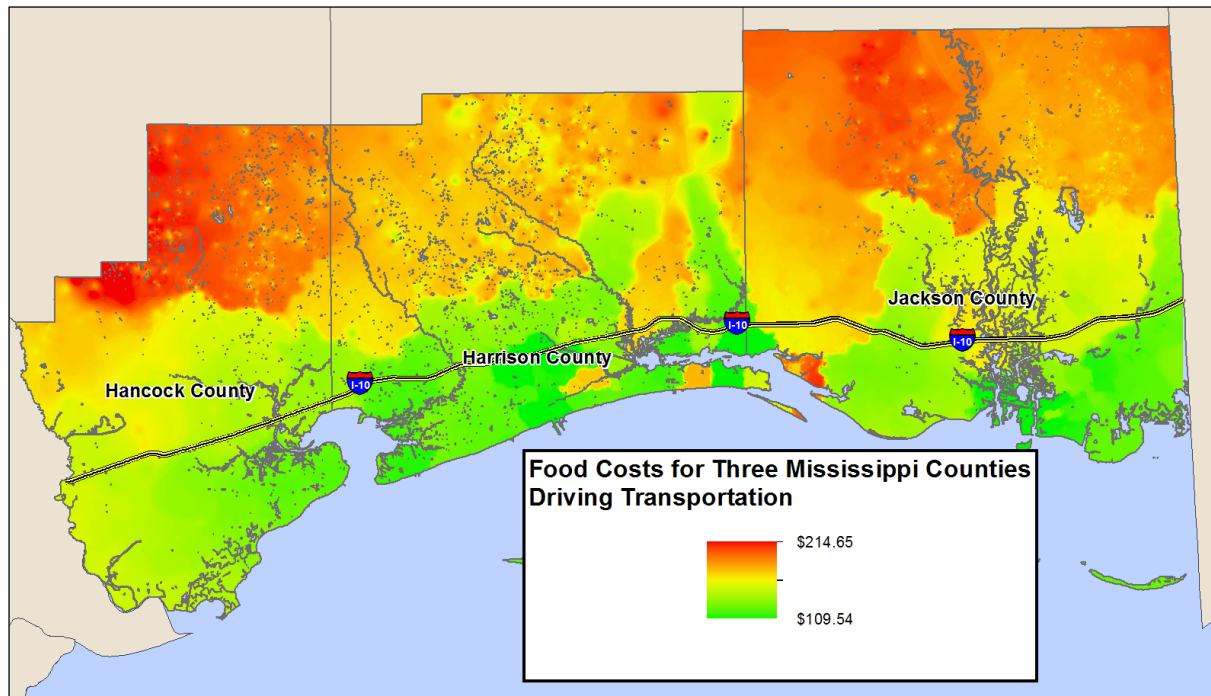 Jackson County
I-10
I-10
Harrison County
I-10
Hancock County
Food Costs for Three Mississippi Counties
Driving Transportation
$214.65
$109.54